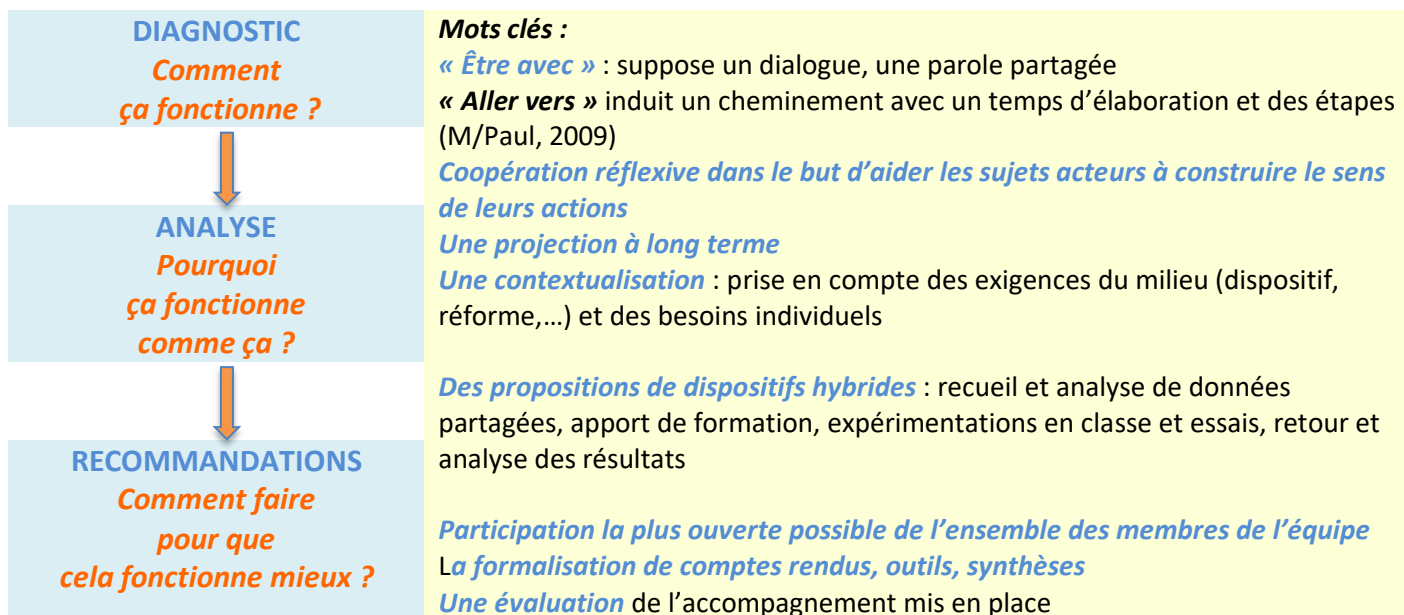 DIAGNOSTIC
Comment
ça fonctionne ?
ANALYSE
Pourquoi
ça fonctionne
comme ça ?
RECOMMANDATIONS
Comment faire
pour que
cela fonctionne mieux ?
Mots clés :
« Être avec » : suppose un dialogue, une parole partagée
« Aller vers » induit un cheminement avec un temps d’élaboration et des étapes
(M/Paul, 2009)
Coopération réflexive dans le but d’aider les sujets acteurs à construire le sens
de leurs actions
Une projection à long terme
Une contextualisation : prise en compte des exigences du milieu (dispositif,
réforme,…) et des besoins individuels
Des propositions de dispositifs hybrides : recueil et analyse de données
partagées, apport de formation, expérimentations en classe et essais, retour et
analyse des résultats
Participation la plus ouverte possible de l’ensemble des membres de l’équipe
La formalisation de comptes rendus, outils, synthèses
Une évaluation de l’accompagnement mis en place